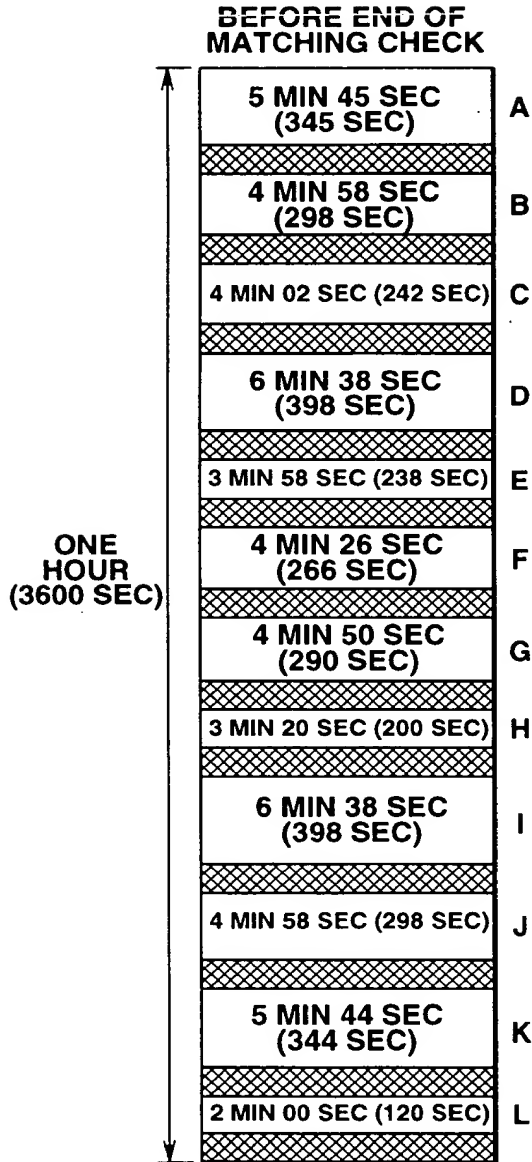 BEFORE END OF
MATCHING CHECK
5 MIN 45 SEC
(345 SEC)
A
4 MIN 58 SEC
(298 SEC)
B
4 MIN 02 SEC (242 SEC)
C
6 MIN 38 SEC
(398 SEC)
D
3 MIN 58 SEC (238 SEC)
E
ONE
HOUR
(3600 SEC)
4 MIN 26 SEC
(266 SEC)
F
4 MIN 50 SEC
(290 SEC)
G
3 MIN 20 SEC (200 SEC)
H
6 MIN 38 SEC
(398 SEC)
I
4 MIN 58 SEC (298 SEC)
J
5 MIN 44 SEC
(344 SEC)
K
2 MIN 00 SEC (120 SEC)
L